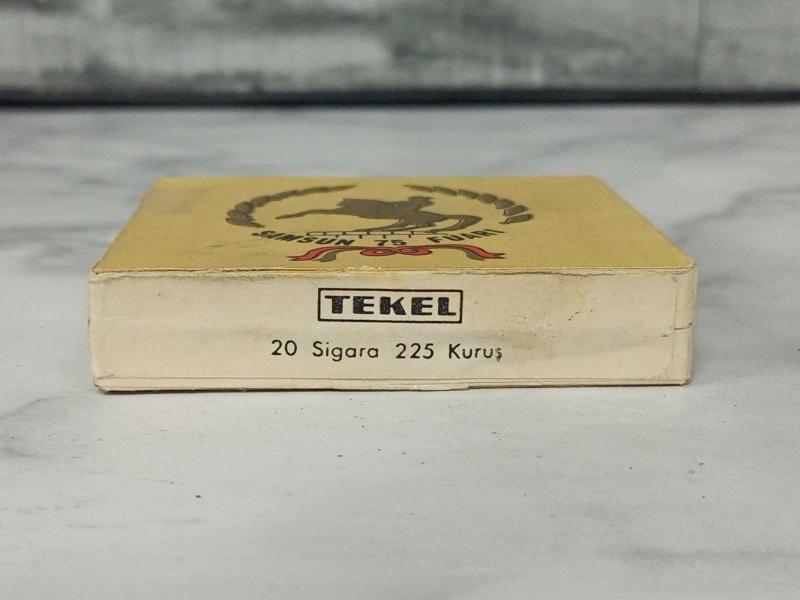 SAMSUN 75 FUARI
TEKEL
20 Sigara 225 Kuruş